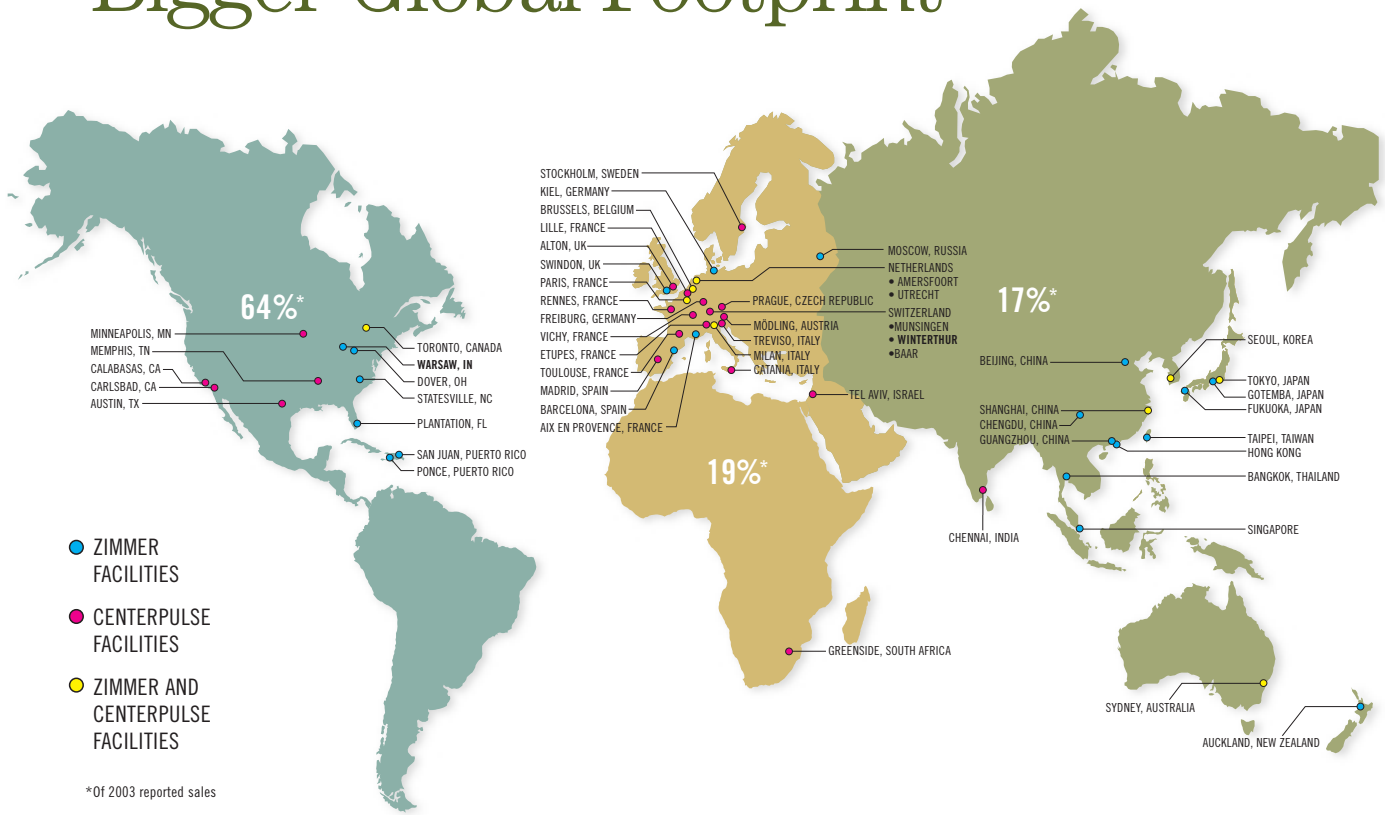 Bigger Global Footprint
STOCKHOLM, SWEDEN
KIEL, GERMANY
BRUSSELS, BELGIUM
LILLE, FRANCE
ALTON, UK
SWINDON, UK
PARIS, FRANCE
RENNES, FRANCE
FREIBURG, GERMANY
VICHY, FRANCE
ETUPES, FRANCE
TOULOUSE, FRANCE
MADRID, SPAIN
BARCELONA, SPAIN
AIX EN PROVENCE, FRANCE
MOSCOW, RUSSIA
NETHERLANDS
• AMERSFOORT
• UTRECHT
PRAGUE, CZECH REPUBLIC
SWITZERLAND
•MUNSINGEN
• WINTERTHUR
•BAAR
MÖDLING, AUSTRIA
TREVISO, ITALY
MILAN, ITALY
CATANIA, ITALY
TEL AVIV, ISRAEL
64%*
17%*
19%*
MINNEAPOLIS, MN
MEMPHIS, TN
CALABASAS, CA
CARLSBAD, CA
AUSTIN, TX
TORONTO, CANADA
WARSAW, IN
DOVER, OH
STATESVILLE, NC
PLANTATION, FL
SAN JUAN, PUERTO RICO
PONCE, PUERTO RICO
BEIJING, CHINA
SHANGHAI, CHINA
CHENGDU, CHINA
GUANGZHOU, CHINA
SEOUL, KOREA
TOKYO, JAPAN
GOTEMBA, JAPAN
FUKUOKA, JAPAN
TAIPEI, TAIWAN
HONG KONG
BANGKOK, THAILAND
SINGAPORE
CHENNAI, INDIA
GREENSIDE, SOUTH AFRICA
SYDNEY, AUSTRALIA
AUCKLAND, NEW ZEALAND
ZIMMER
FACILITIES
CENTERPULSE
FACILITIES
ZIMMER AND
CENTERPULSE
FACILITIES
*Of 2003 reported sales